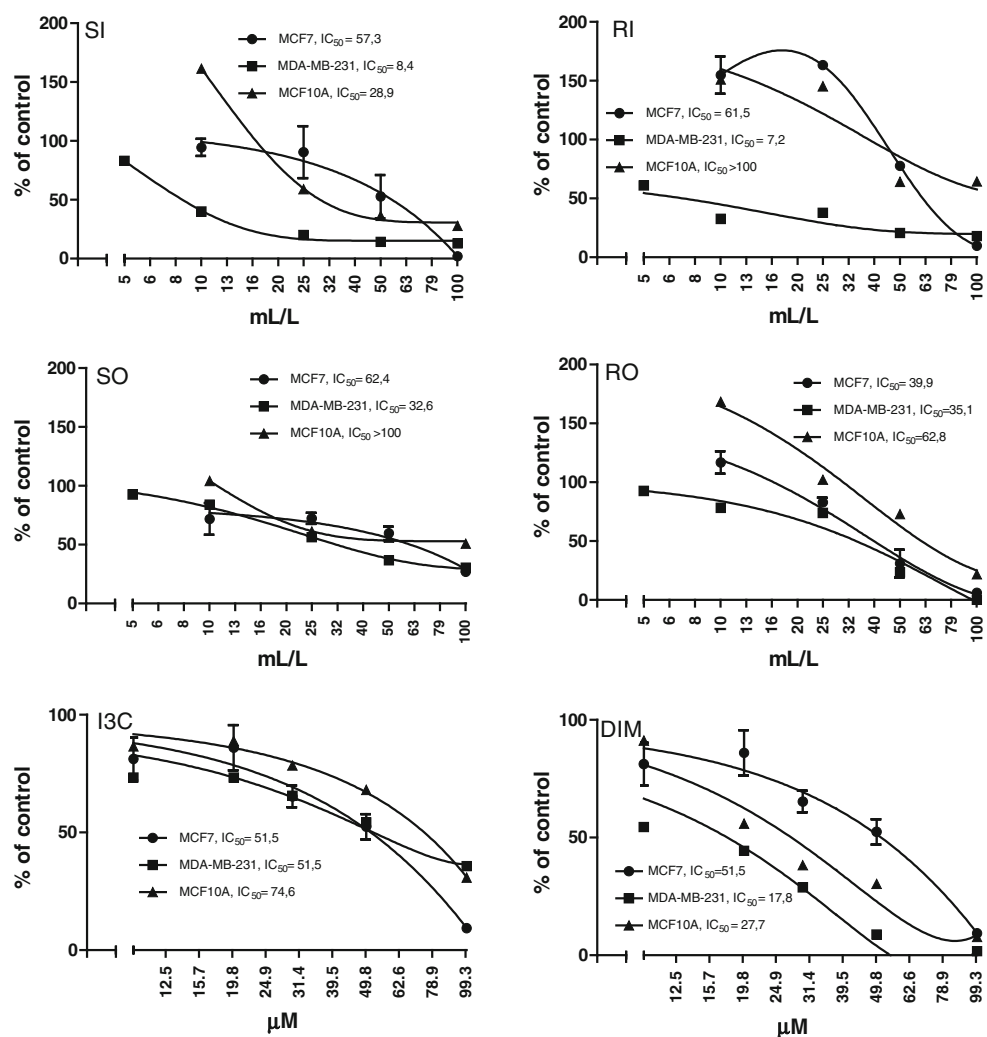 SI
200
150
100
50
0
% of control
MCF7, IC50 = 57,3
MDA-MB-231, IC50= 8,4
MCF10A, IC50= 28,9
5 6 8 10 13 16 20 25 32 40 50 63 79 100
mL/L
RI
200
150
100
50
0
% of control
MCF7, IC50 = 61,5
MDA-MB-231, IC50= 7,2
MCF10A, IC50 >100
5 6 8 10 13 16 20 25 32 40 50 63 79 100
mL/L
SO
200
150
100
50
0
% of control
MCF7, IC50= 62,4
MDA-MB-231, IC50= 32,6
MCF10A, IC50 >100
5 6 8 10 13 16 20 25 32 40 50 63 79 100
mL/L
RO
200
150
100
50
0
% of control
MCF7, IC50= 39,9
MDA-MB-231, IC50=35,1
MCF10A, IC50=62,8
5 6 8 10 13 16 20 25 32 40 50 63 79 100
mL/L
I3C
100
50
0
% of control
MCF7, IC50= 51,5
MDA-MB-231, IC50= 51,5
MCF10A, IC50= 74,6
12.5 15.7 19.8 24.9 31.4 39.5 49.8 62.6 78.9 99.3
μM
DIM
100
50
0
% of control
MCF7, IC50=51,5
MDA-MB-231, IC50 = 17,8
MCF10A, IC50 = 27,7
12.5 15.7 19.8 24.9 31.4 39.5 49.8 62.6 78.9 99.3
μM